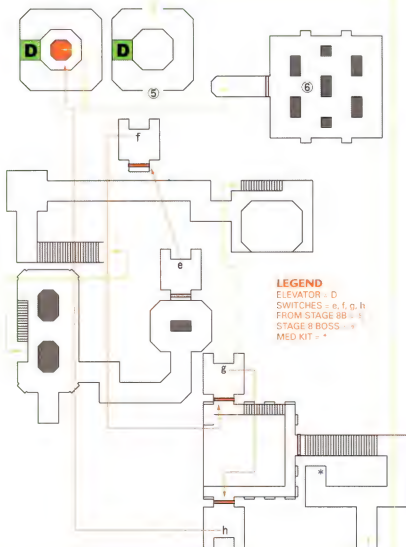 D
D
⑤
⑥
f
e
LEGEND
ELEVATOR = D
SWITCHES = e, f, g, h
FROM STAGE 8B =
STAGE 8 BOSS =
MED KIT = *
g
*
h